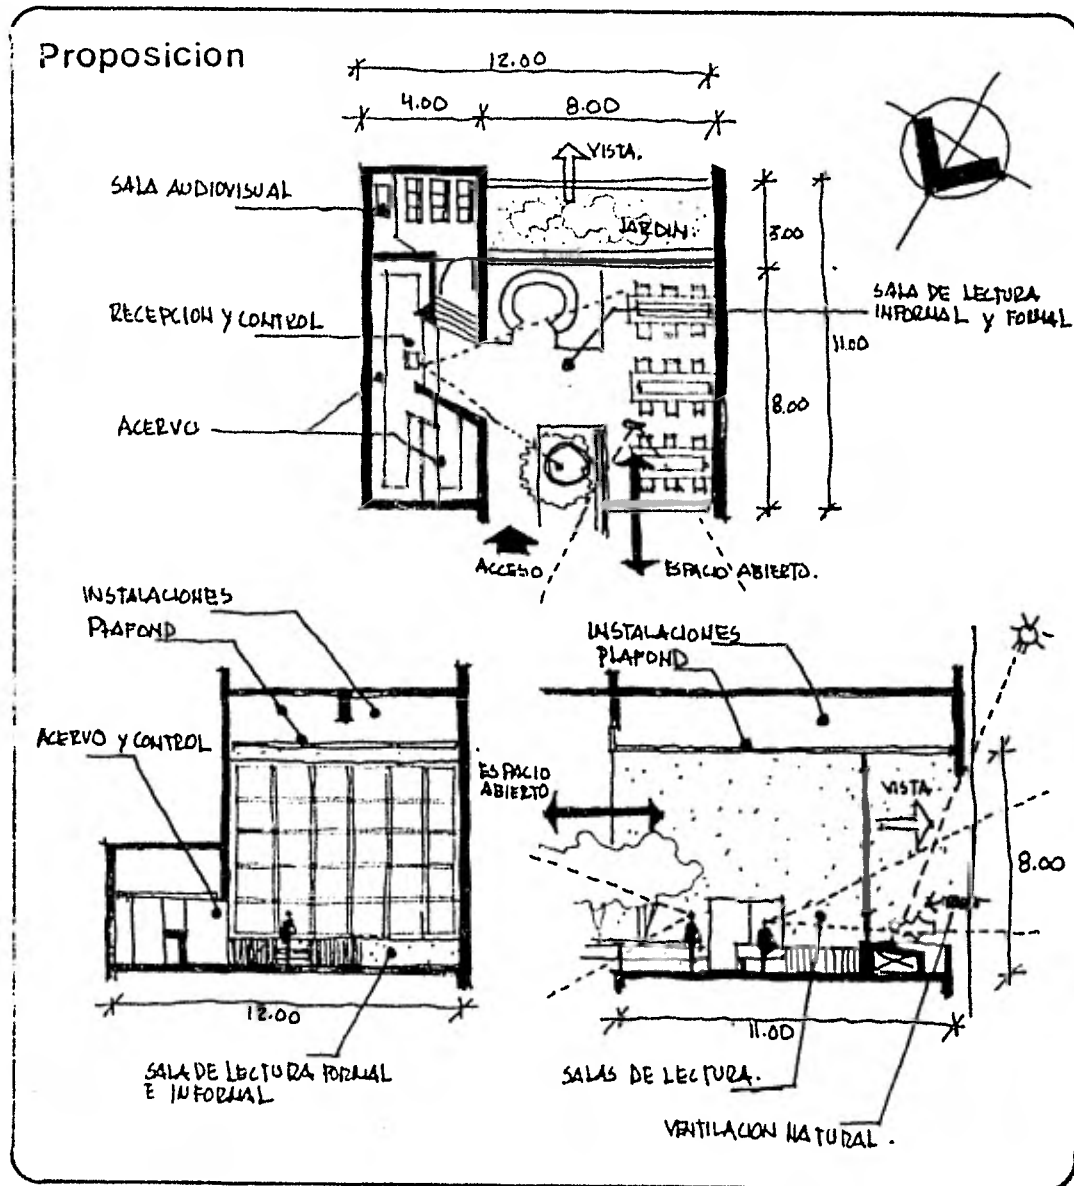 Proposicion
12.00
4.00
8.00
VISTA.
SALA AUDIOVISUAL
JARDIN.
3.00
SALA DE LECTURA
INFORMAL y FORMAL
RECEPCION y CONTROL
11.00
8.00
ACERVO
ACCESO
ESPACIO ABIERTO.
INSTALACIONES
PLAFOND
INSTALACIONES
PLAFOND
ACERVO y CONTROL
ESPACIO
ABIERTO
VISTA
8.00
12.00
11.00
SALA DE LECTURA FORMAL
E INFORMAL
SALAS DE LECTURA.
VENTILACION NATURAL.